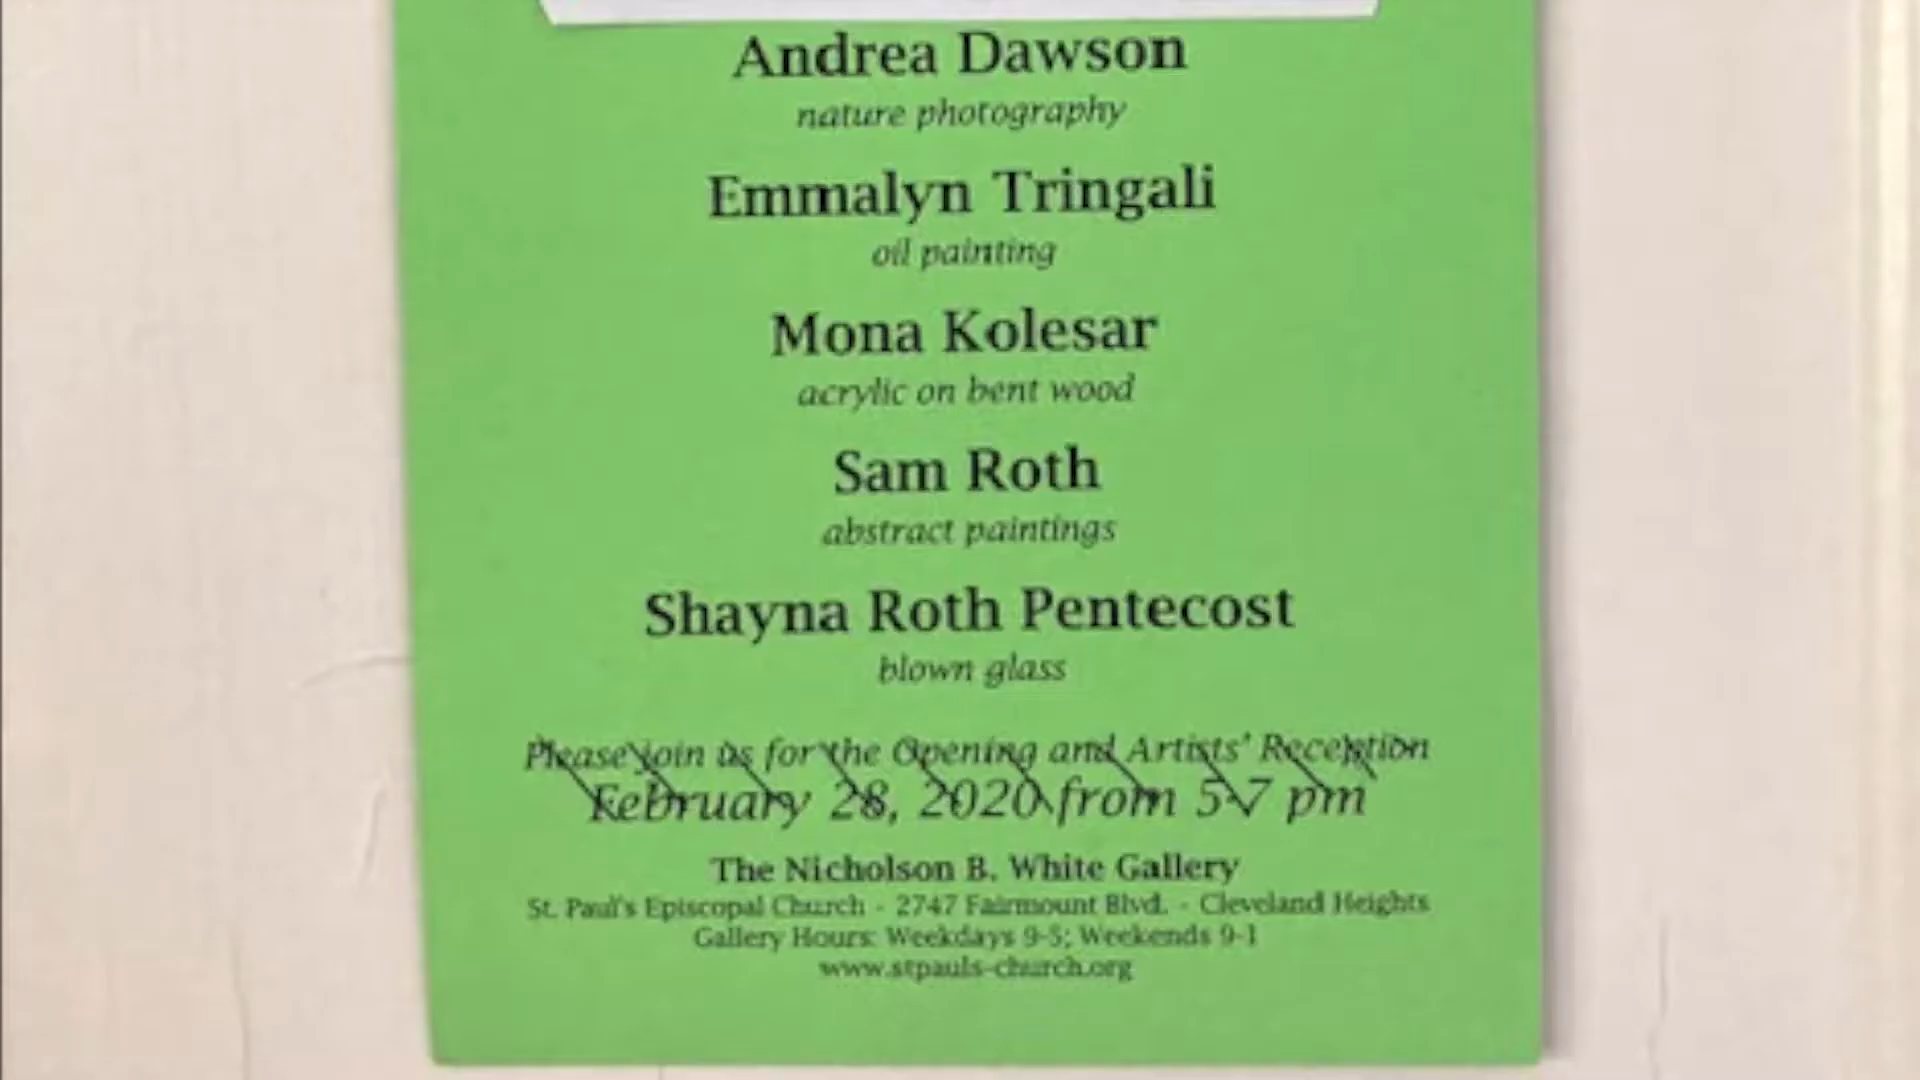 Andrea Dawson
nature photography
Emmalyn Tringali
oil painting
Mona Kolesar
acrylic on bent wood
Sam Roth
abstract paintings
Shayna Roth Pentecost
blown glass
Please join us for the Opening and Artists' Reception
February 28, 2020 from 5-7 pm
The Nicholson B. White Gallery
St. Paul's Episcopal Church - 2747 Fairmount Blvd. - Cleveland Heights
Gallery Hours: Weekdays 9-5; Weekends 9-1
www.stpauls-church.org